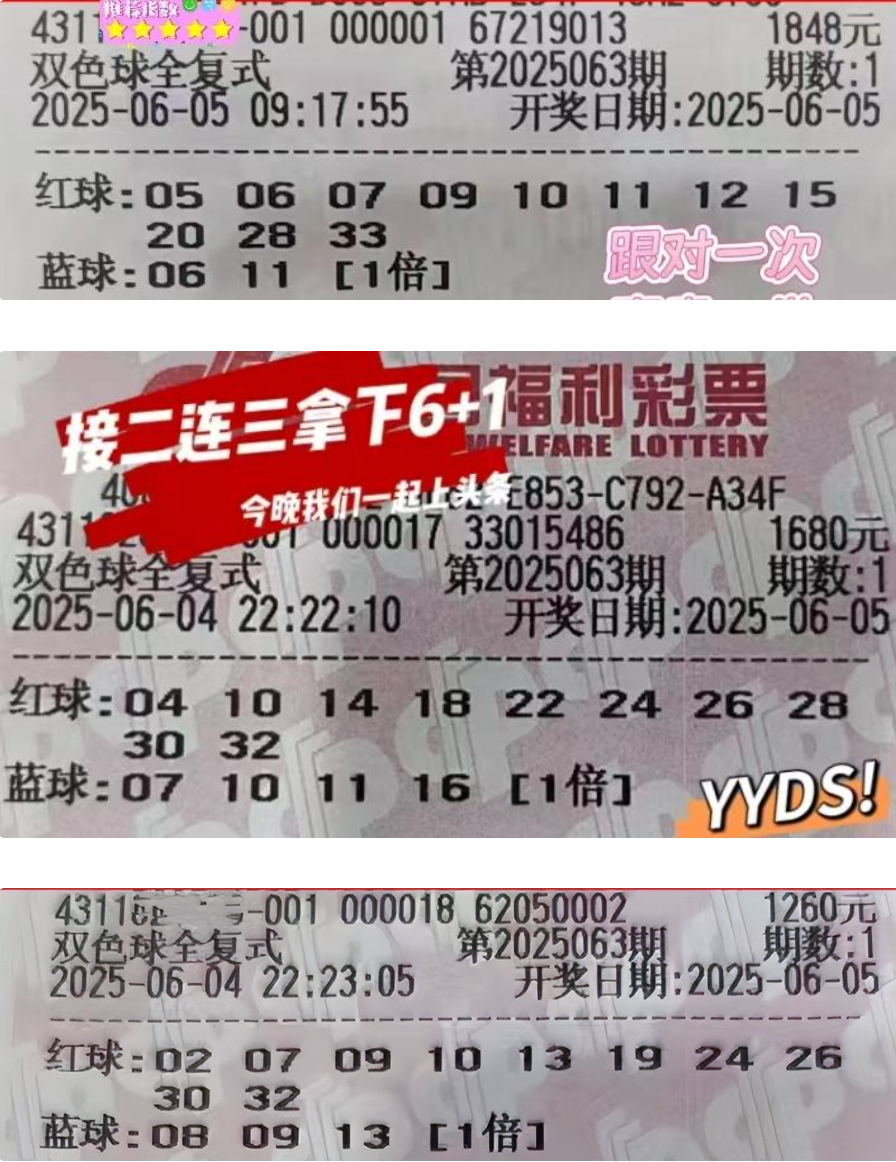 推荐指数
4311 -001 000001 67219013 1848元
双色球全复式 第2025063期 期数:1
2025-06-05 09:17:55 开奖日期:2025-06-05
红球:05 06 07 09 10 11 12 15
20 28 33
蓝球:06 11 [1倍]
跟对一次
接二连三拿下6+1
福利彩票
WELFARE LOTTERY
今晚我们一起上头条
E853-C792-A34F
4311 001 000017 33015486 1680元
双色球全复式 第2025063期 期数:1
2025-06-04 22:22:10 开奖日期:2025-06-05
红球:04 10 14 18 22 24 26 28
30 32
蓝球:07 10 11 16 [1倍]
YYDS!
4311 -001 000018 62050002 1260元
双色球全复式 第2025063期 期数:1
2025-06-04 22:23:05 开奖日期:2025-06-05
红球:02 07 09 10 13 19 24 26
30 32
蓝球:08 09 13 [1倍]